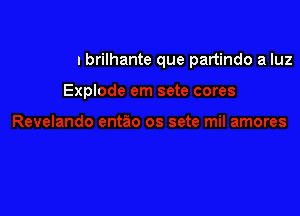 brilhante que partindo a luz
Explode em sete cores
Revelando então os sete mil amores